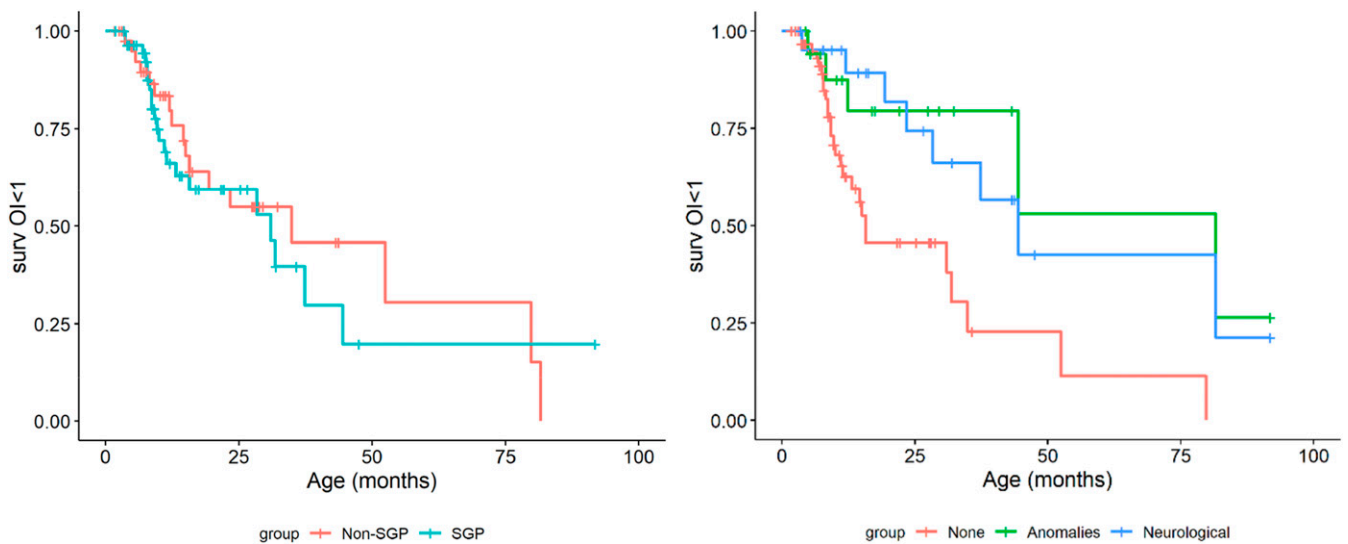 1.00
0.75
0.50
0.25
0.00
surv OI<1
0 25 50 75 100
Age (months)
group Non-SGP SGP
1.00
0.75
0.50
0.25
0.00
surv OI<1
0 25 50 75 100
Age (months)
group None Anomalies Neurological